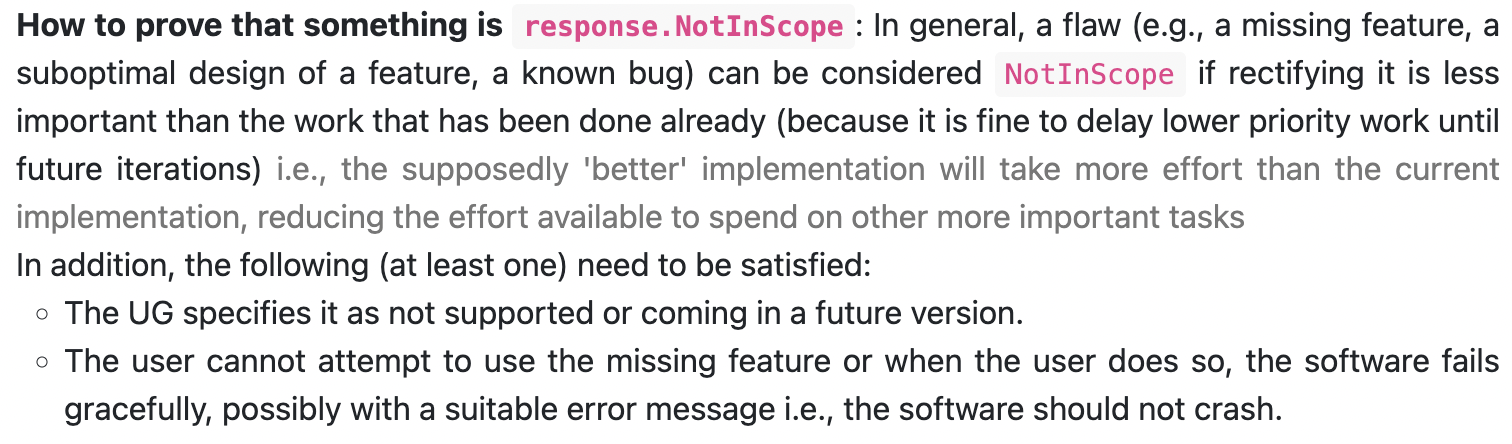 How to prove that something is response.NotInScope : In general, a flaw (e.g., a missing feature, a
suboptimal design of a feature, a known bug) can be considered NotInScope if rectifying it is less
important than the work that has been done already (because it is fine to delay lower priority work until
future iterations) i.e., the supposedly 'better' implementation will take more effort than the current
implementation, reducing the effort available to spend on other more important tasks
In addition, the following (at least one) need to be satisfied:
○ The UG specifies it as not supported or coming in a future version.
○ The user cannot attempt to use the missing feature or when the user does so, the software fails
gracefully, possibly with a suitable error message i.e., the software should not crash.